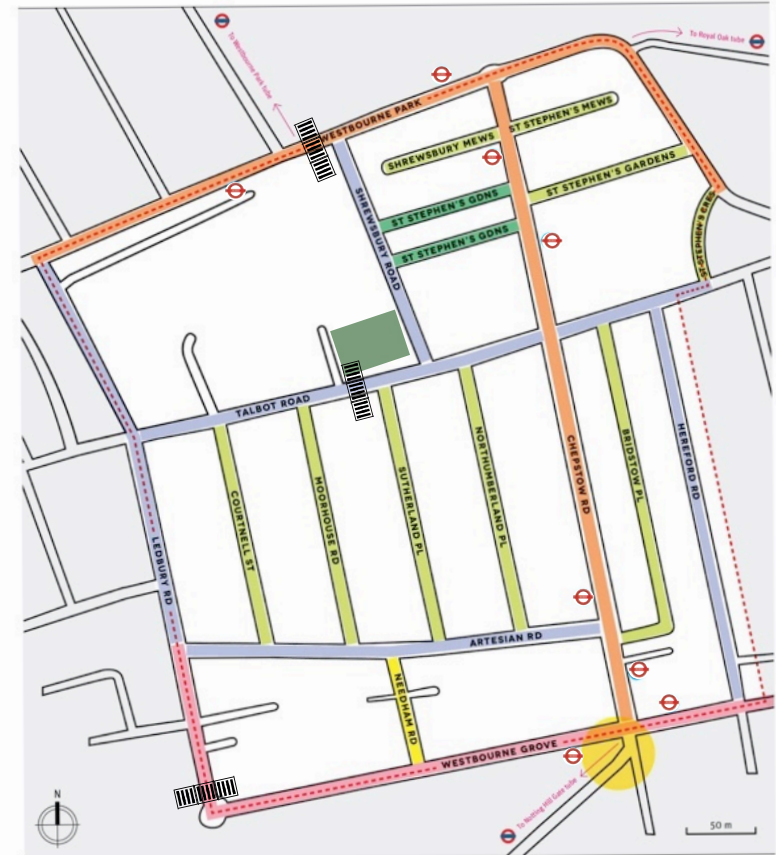 To Royal Oak tube
To Westbourne Park tube
WESTBOURNE PARK
ST STEPHEN'S MEWS
SHREWSBURY MEWS
ST STEPHEN'S GARDENS
ST STEPHEN'S GDNS
ST STEPHEN'S GDNS
SHREWSBURY ROAD
ST STEPHEN'S CRES
TALBOT ROAD
COURTNELL ST
MOORHOUSE RD
SUTHERLAND PL
NORTHUMBERLAND PL
CHEPSTOW RD
BRIDSTOW PL
HEREFORD RD
LEDBURY RD
ARTESIAN RD
NEEDHAM RD
WESTBOURNE GROVE
To Notting Hill Gate tube
N
50 m